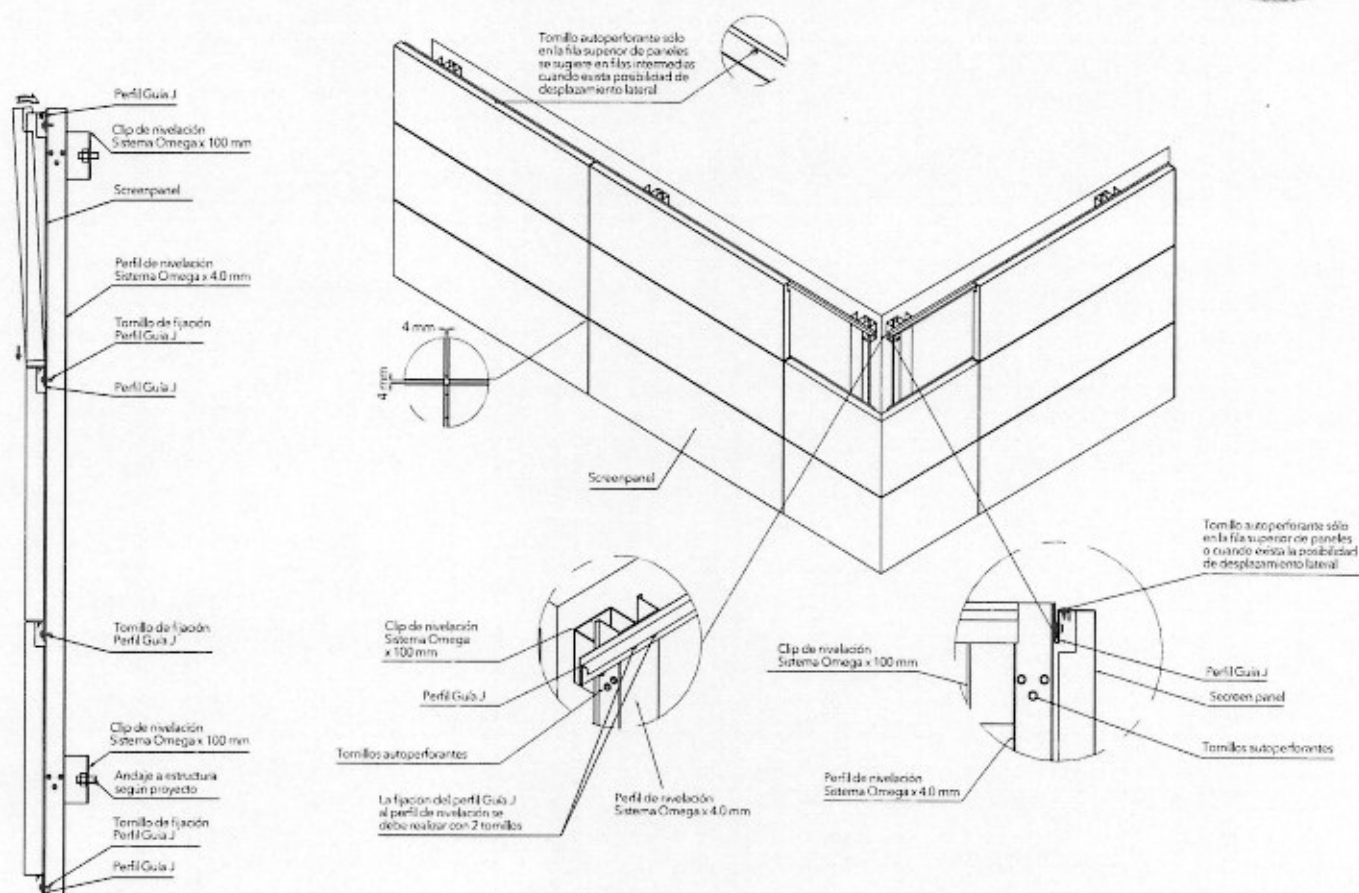 Perfil Guía J
Clip de nivelación
Sistema Omega x 100 mm
Screenpanel
Perfil de nivelación
Sistema Omega x 4.0 mm
Tornillo de fijación
Perfil Guía J
Perfil Guía J
Tornillo de fijación
Perfil Guía J
Clip de nivelación
Sistema Omega x 100 mm
Anclaje a estructura
según proyecto
Tornillo de fijación
Perfil Guía J
Perfil Guía J
Tornillo autoperforante sólo
en la fila superior de paneles
se sugiere en filas intermedias
cuando exista posibilidad de
desplazamiento lateral
4 mm
4 mm
Screenpanel
Clip de nivelación
Sistema Omega
x 100 mm
Perfil Guía J
Tornillos autoperforantes
La fijación del perfil Guía J
al perfil de nivelación se
debe realizar con 2 tornillos
Perfil de nivelación
Sistema Omega x 4.0 mm
Tornillo autoperforante sólo
en la fila superior de paneles
o cuando exista la posibilidad
de desplazamiento lateral
Clip de nivelación
Sistema Omega x 100 mm
Perfil Guía J
Secreen panel
Tornillos autoperforantes
Perfil de nivelación
Sistema Omega x 4.0 mm